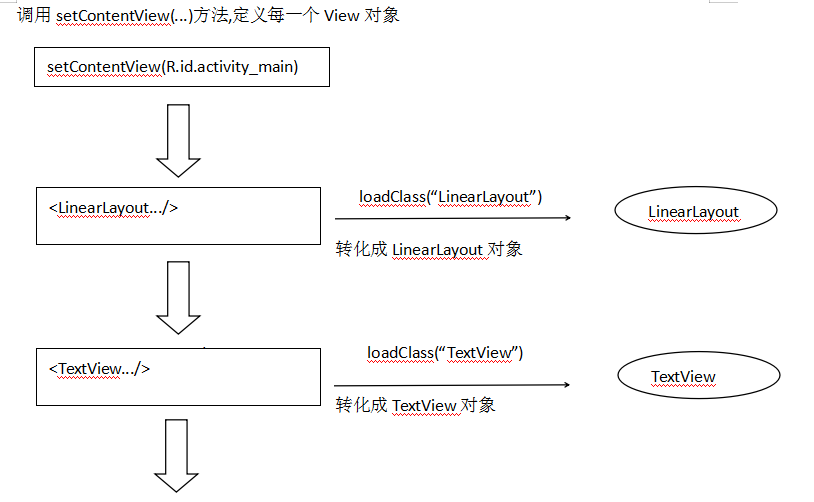 调用 setContentView(...)方法,定义每一个 View 对象
setContentView(R.id.activity_main)
<LinearLayout.../>
loadClass(“LinearLayout”)
转化成 LinearLayout 对象
LinearLayout
<TextView.../>
loadClass(“TextView”)
转化成 TextView 对象
TextView